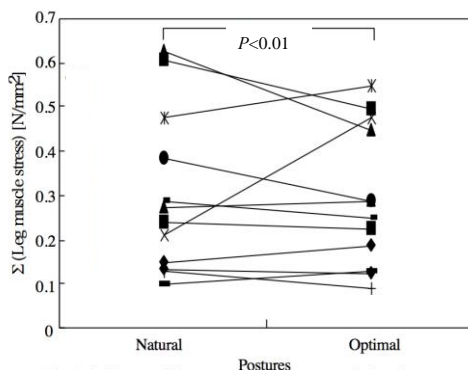 0.7
P<0.01
0.6
0.5
0.4
0.3
0.2
0.1
0
Σ (Leg muscle stress) [N/mm²]
Natural Optimal
Postures